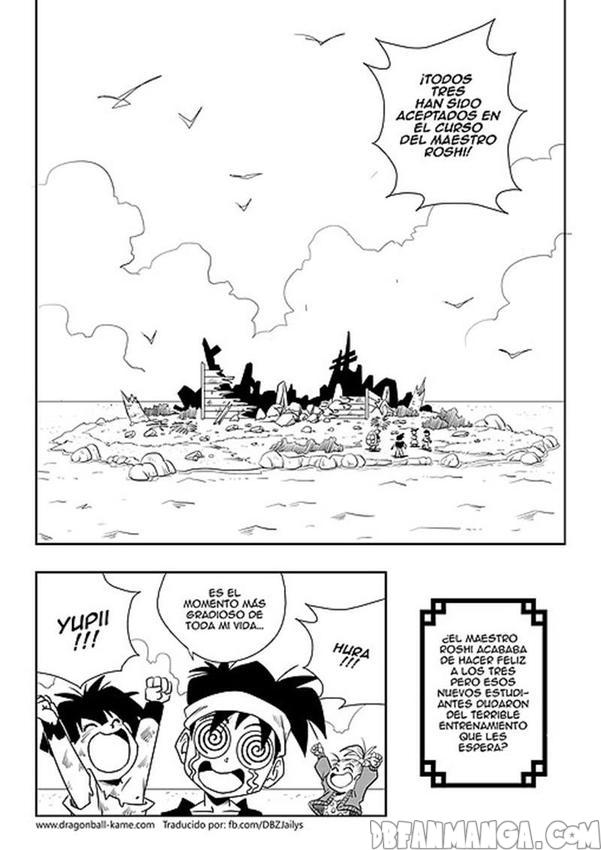 ¡TODOS
TRES
HAN SIDO
ACEPTADOS EN
EL CURSO
DEL MAESTRO
ROSHI!
YUPII
!!!
ES EL
MOMENTO MÁS
GRADIOSO DE
TODA MI VIDA...
HURA
!!!
¿EL MAESTRO
ROSHI ACABABA
DE HACER FELIZ
A LOS TRES
PERO ESOS
NUEVOS ESTUDI-
ANTES DUDARON
DEL TERRIBLE
ENTRENAMIENTO
QUE LES
ESPERA?
www.dragonball-kame.com Traducido por: fb.com/DBZJailys
DBFANMANGA.COM